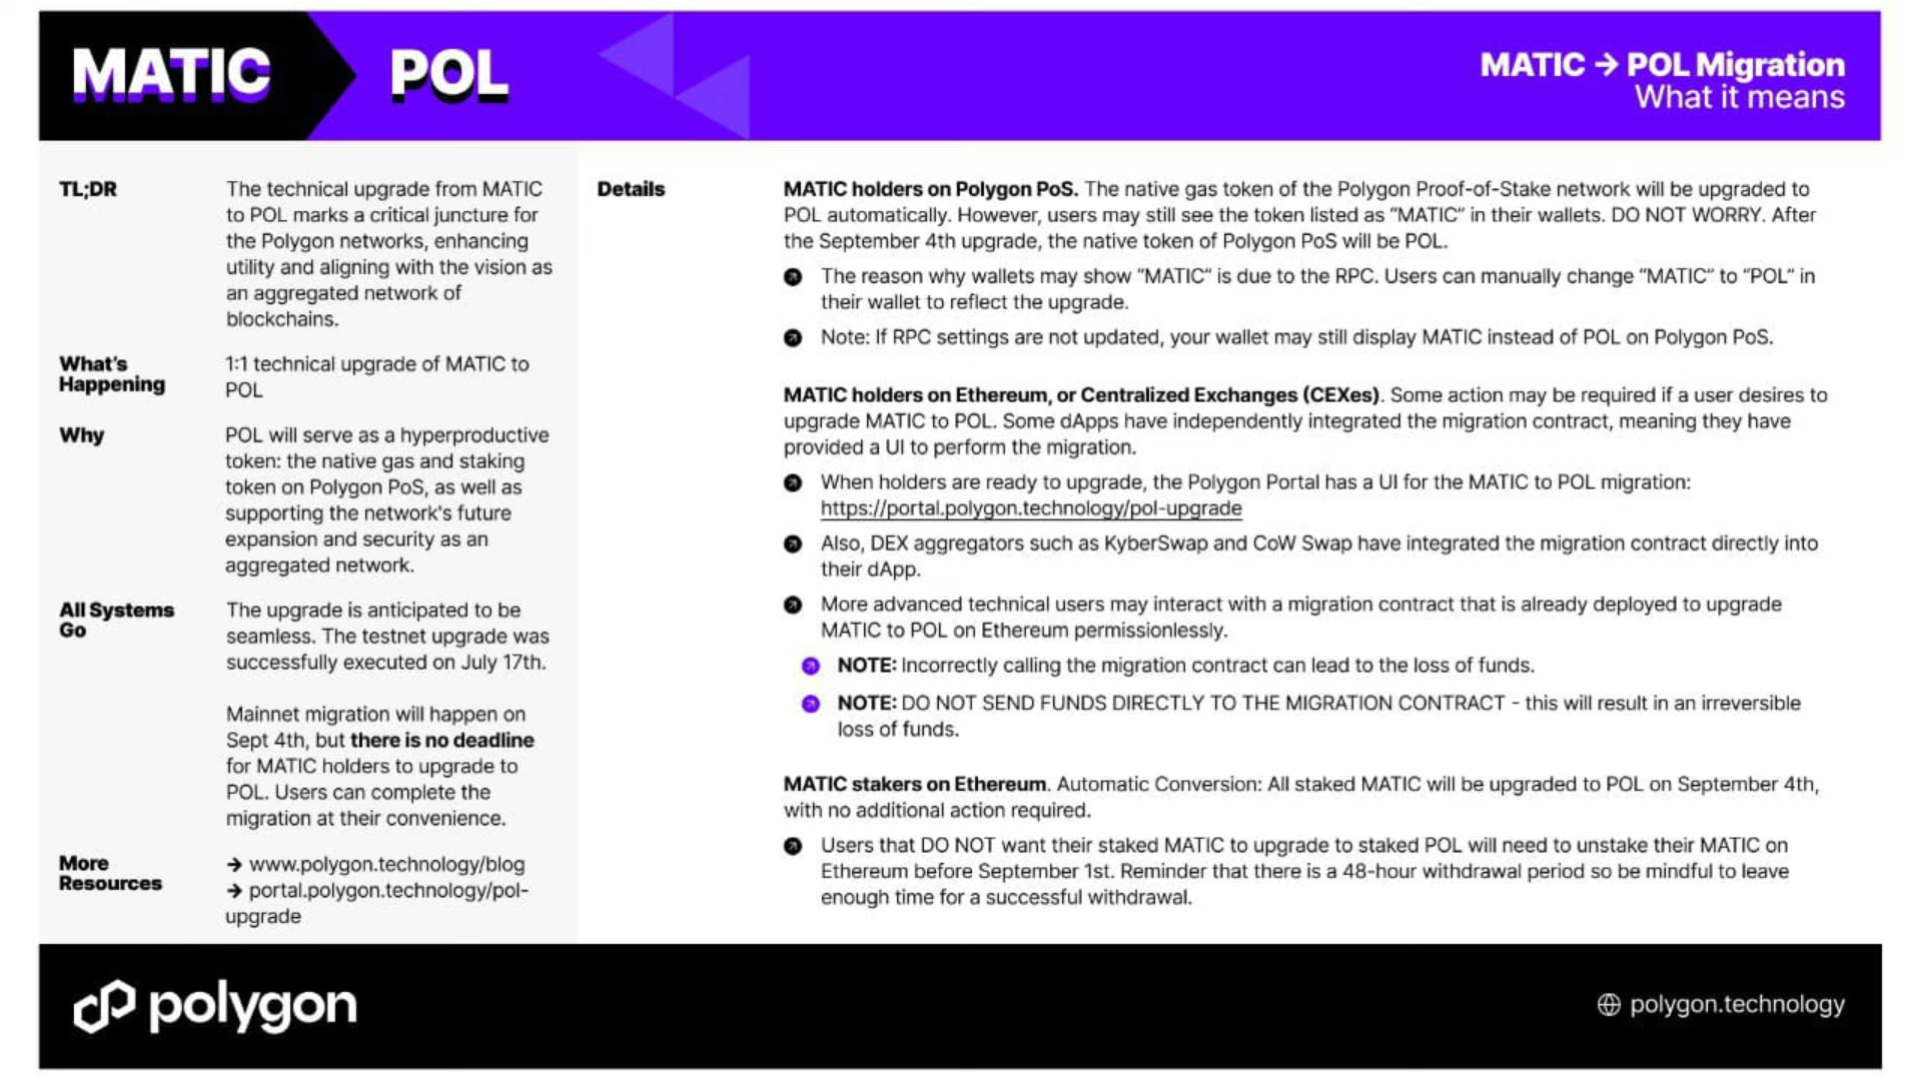 MATIC
POL
MATIC → POL Migration
What it means
TL;DR
The technical upgrade from MATIC
to POL marks a critical juncture for
the Polygon networks, enhancing
utility and aligning with the vision as
an aggregated network of
blockchains.
What's
Happening
1:1 technical upgrade of MATIC to
POL
Why
POL will serve as a hyperproductive
token: the native gas and staking
token on Polygon PoS, as well as
supporting the network's future
expansion and security as an
aggregated network.
All Systems
Go
The upgrade is anticipated to be
seamless. The testnet upgrade was
successfully executed on July 17th.
Mainnet migration will happen on
Sept 4th, but there is no deadline
for MATIC holders to upgrade to
POL. Users can complete the
migration at their convenience.
More
Resources
→ www.polygon.technology/blog
→ portal.polygon.technology/pol-
upgrade
Details
MATIC holders on Polygon PoS. The native gas token of the Polygon Proof-of-Stake network will be upgraded to
POL automatically. However, users may still see the token listed as “MATIC” in their wallets. DO NOT WORRY. After
the September 4th upgrade, the native token of Polygon PoS will be POL.
The reason why wallets may show “MATIC” is due to the RPC. Users can manually change “MATIC” to “POL” in
their wallet to reflect the upgrade.
Note: If RPC settings are not updated, your wallet may still display MATIC instead of POL on Polygon PoS.
MATIC holders on Ethereum, or Centralized Exchanges (CEXes). Some action may be required if a user desires to
upgrade MATIC to POL. Some dApps have independently integrated the migration contract, meaning they have
provided a UI to perform the migration.
When holders are ready to upgrade, the Polygon Portal has a UI for the MATIC to POL migration:
https://portal.polygon.technology/pol-upgrade
Also, DEX aggregators such as KyberSwap and CoW Swap have integrated the migration contract directly into
their dApp.
More advanced technical users may interact with a migration contract that is already deployed to upgrade
MATIC to POL on Ethereum permissionlessly.
NOTE: Incorrectly calling the migration contract can lead to the loss of funds.
NOTE: DO NOT SEND FUNDS DIRECTLY TO THE MIGRATION CONTRACT - this will result in an irreversible
loss of funds.
MATIC stakers on Ethereum. Automatic Conversion: All staked MATIC will be upgraded to POL on September 4th,
with no additional action required.
Users that DO NOT want their staked MATIC to upgrade to staked POL will need to unstake their MATIC on
Ethereum before September 1st. Reminder that there is a 48-hour withdrawal period so be mindful to leave
enough time for a successful withdrawal.
polygon
polygon.technology